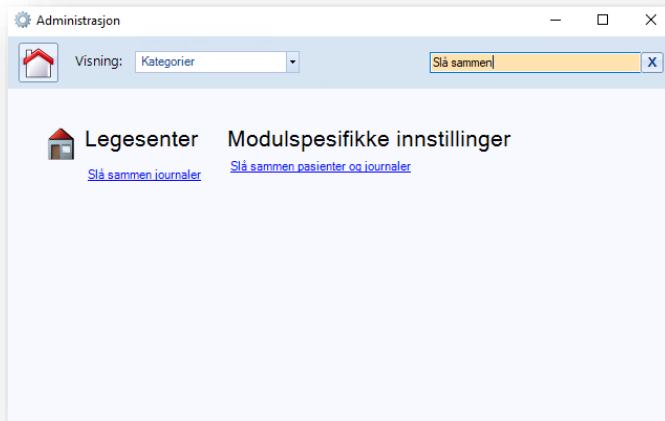 Administrasjon
Visning: Kategorier Slå sammen X
Legesenter Modulspesifikke innstillinger
Slå sammen journaler Slå sammen pasienter og journaler